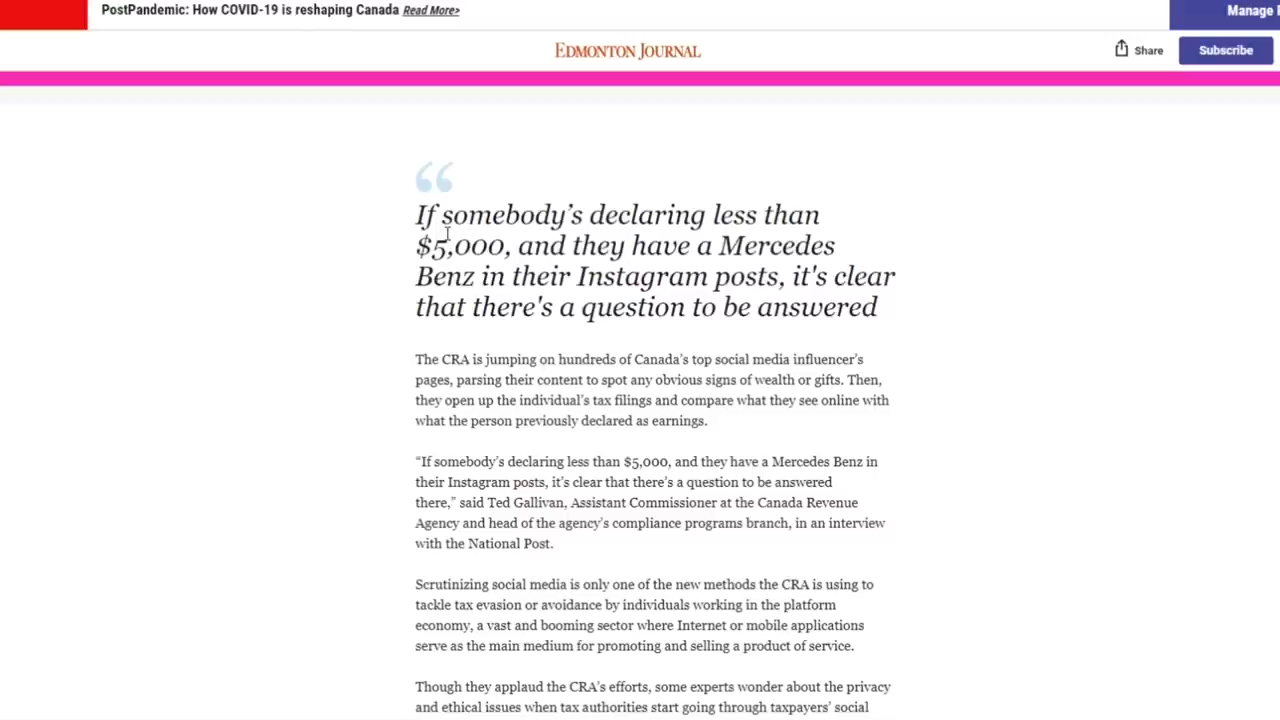 PostPandemic: How COVID-19 is reshaping Canada Read More>
Manage
EDMONTON JOURNAL
Share
Subscribe
“
If somebody’s declaring less than
$5,000, and they have a Mercedes
Benz in their Instagram posts, it's clear
that there's a question to be answered
The CRA is jumping on hundreds of Canada’s top social media influencer’s
pages, parsing their content to spot any obvious signs of wealth or gifts. Then,
they open up the individual’s tax filings and compare what they see online with
what the person previously declared as earnings.
“If somebody’s declaring less than $5,000, and they have a Mercedes Benz in
their Instagram posts, it’s clear that there’s a question to be answered
there,” said Ted Gallivan, Assistant Commissioner at the Canada Revenue
Agency and head of the agency’s compliance programs branch, in an interview
with the National Post.
Scrutinizing social media is only one of the new methods the CRA is using to
tackle tax evasion or avoidance by individuals working in the platform
economy, a vast and booming sector where Internet or mobile applications
serve as the main medium for promoting and selling a product of service.
Though they applaud the CRA’s efforts, some experts wonder about the privacy
and ethical issues when tax authorities start going through taxpayers’ social